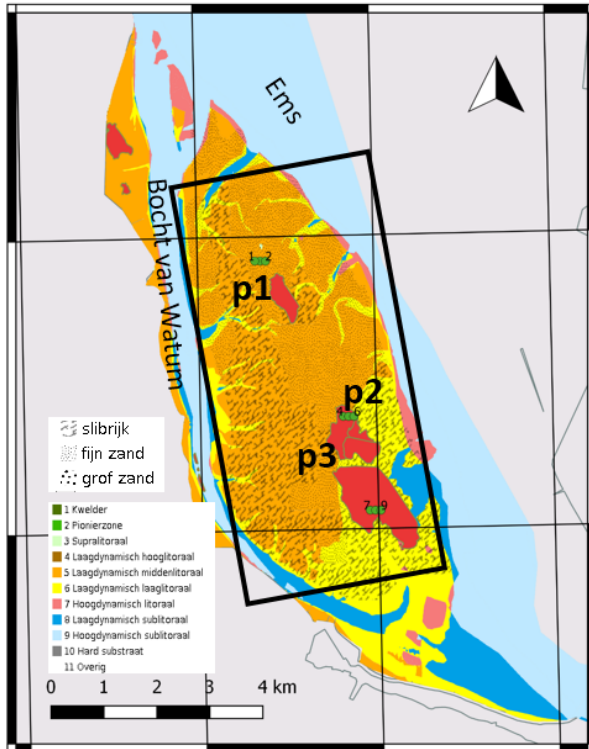 Ems
Bocht van Watum
1 2
p1
p2
4 6
p3
7 9
slibrijk
fijn zand
grof zand
1 Kwelder
2 Pionierzone
3 Supralitoraal
4 Laagdynamisch hooglitoraal
5 Laagdynamisch middenlitoraal
6 Laagdynamisch laaglitoraal
7 Hoogdynamisch litoraal
8 Laagdynamisch sublitoraal
9 Hoogdynamisch sublitoraal
10 Hard substraat
11 Overig
0 1 2 3 4 km